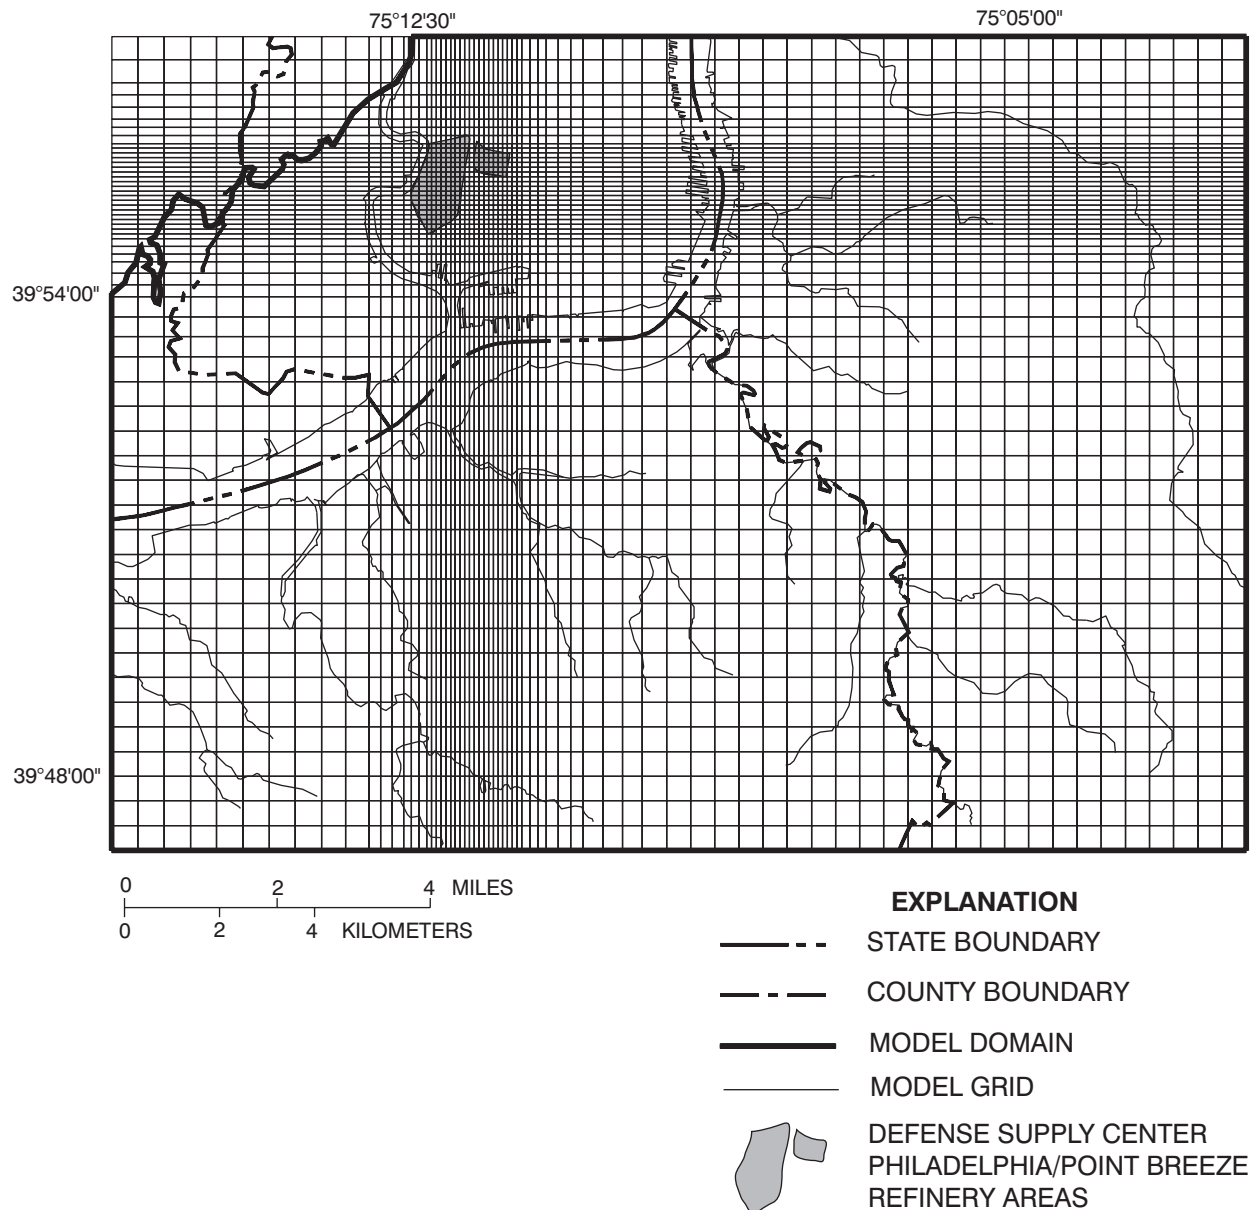 75°12'30"
75°05'00"
39°54'00"
39°48'00"
0 2 4 MILES
0 2 4 KILOMETERS
EXPLANATION
STATE BOUNDARY
COUNTY BOUNDARY
MODEL DOMAIN
MODEL GRID
DEFENSE SUPPLY CENTER
PHILADELPHIA/POINT BREEZE
REFINERY AREAS